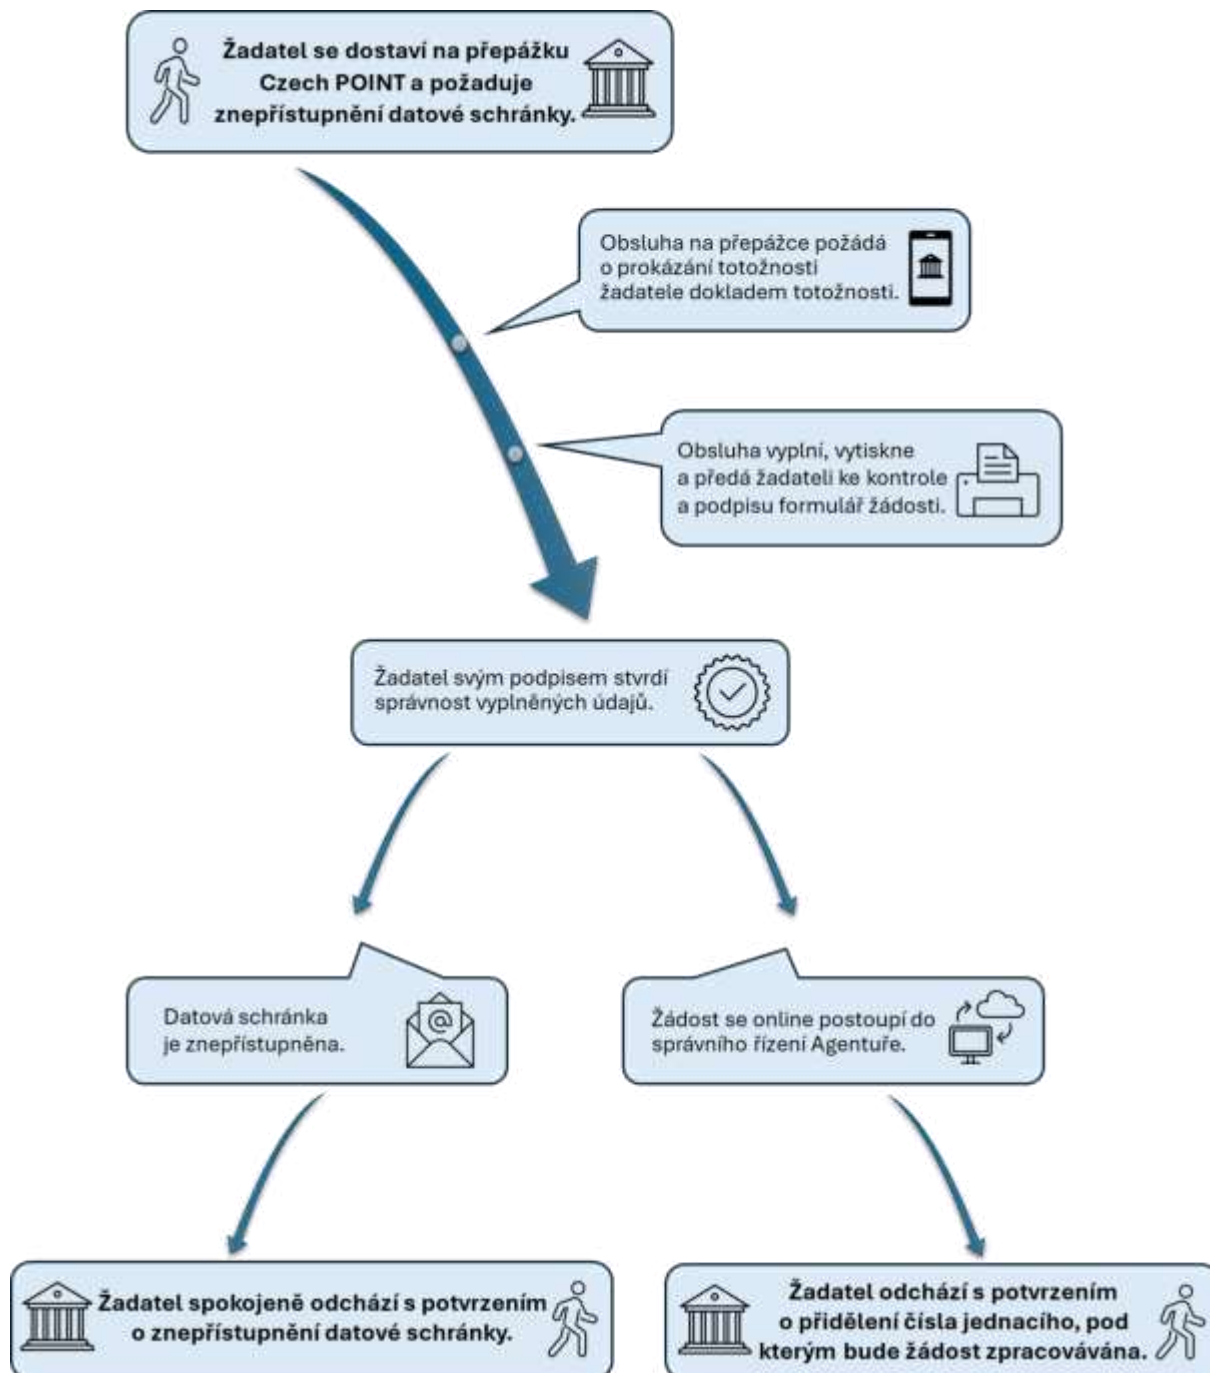 Žadatel se dostaví na přepážku
Czech POINT a požaduje
znepřístupnění datové schránky.
Obsluha na přepážce požádá
o prokázání totožnosti
žadatele dokladem totožnosti.
Obsluha vyplní, vytiskne
a předá žadateli ke kontrole
a podpisu formulář žádosti.
Žadatel svým podpisem stvrdí
správnost vyplněných údajů.
Datová schránka
je znepřístupněna.
Žádost se online postoupí do
správního řízení Agentuře.
Žadatel spokojeně odchází s potvrzením
o znepřístupnění datové schránky.
Žadatel odchází s potvrzením
o přidělení čísla jednacího, pod
kterým bude žádost zpracovávána.